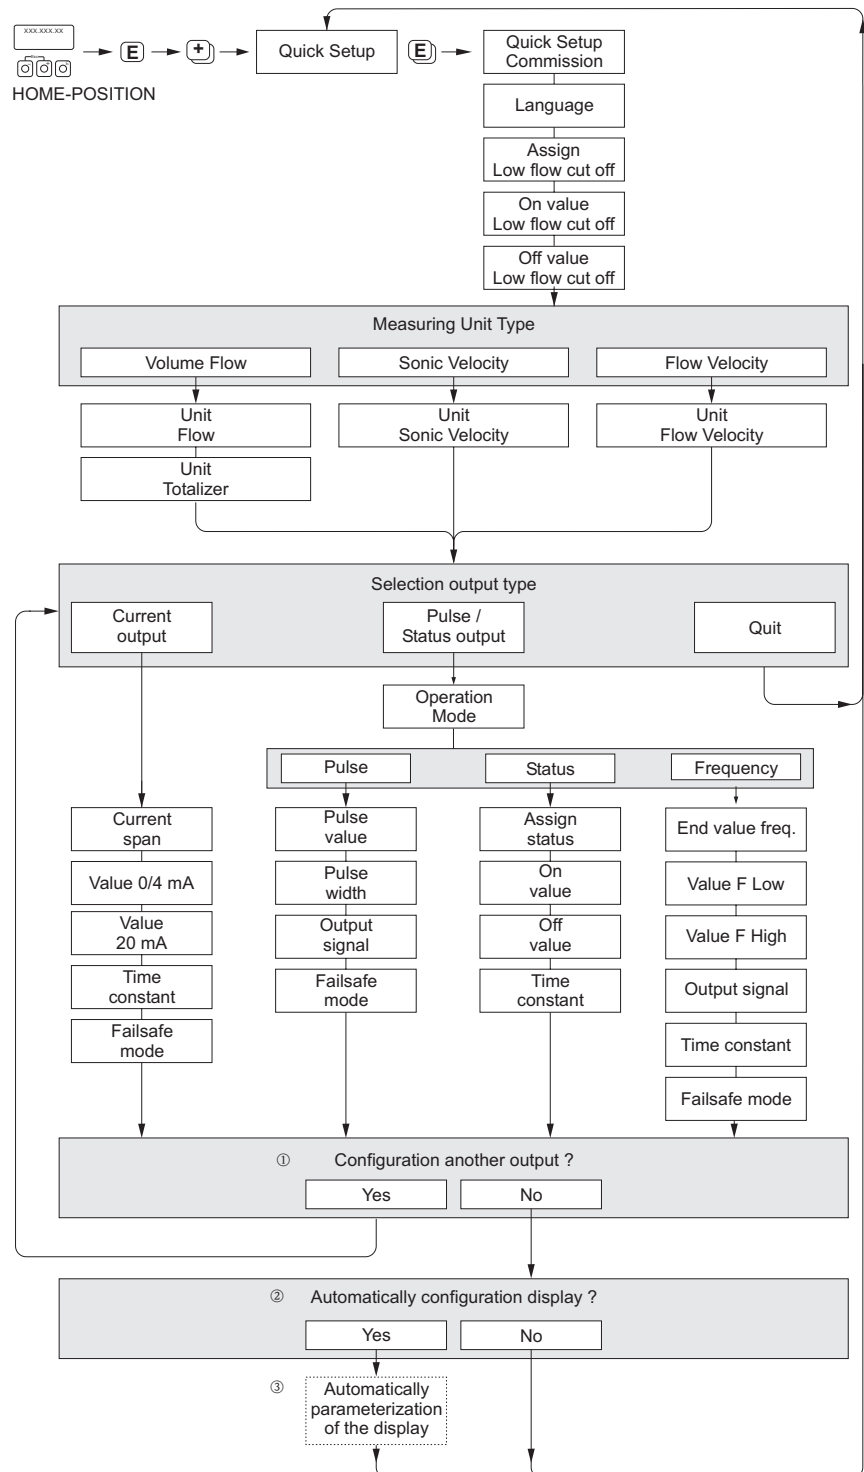 xxx.xxx.xx
Esc
E
+
Quick Setup
E
Quick Setup
Commission
HOME-POSITION
Language
Assign
Low flow cut off
On value
Low flow cut off
Off value
Low flow cut off
Measuring Unit Type
Volume Flow
Sonic Velocity
Flow Velocity
Unit
Flow
Unit
Sonic Velocity
Unit
Flow Velocity
Unit
Totalizer
Selection output type
Current
output
Pulse /
Status output
Quit
Operation
Mode
Pulse
Status
Frequency
Current
span
Value 0/4 mA
Value
20 mA
Time
constant
Failsafe
mode
Pulse
value
Pulse
width
Output
signal
Failsafe
mode
Assign
status
On
value
Off
value
Time
constant
End value freq.
Value F Low
Value F High
Output signal
Time constant
Failsafe mode
① Configuration another output ?
Yes
No
② Automatically configuration display ?
Yes
No
③ Automatically
parameterization
of the display